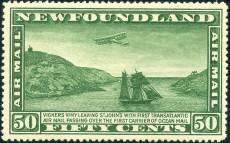 NEWFOUNDLAND
AIR MAIL
AIR MAIL
VICKERS VIMY LEAVING ST. JOHN'S WITH FIRST TRANSATLANTIC
AIR MAIL PASSING OVER THE FIRST CARRIER OF OCEAN MAIL
50 FIFTY CENTS 50